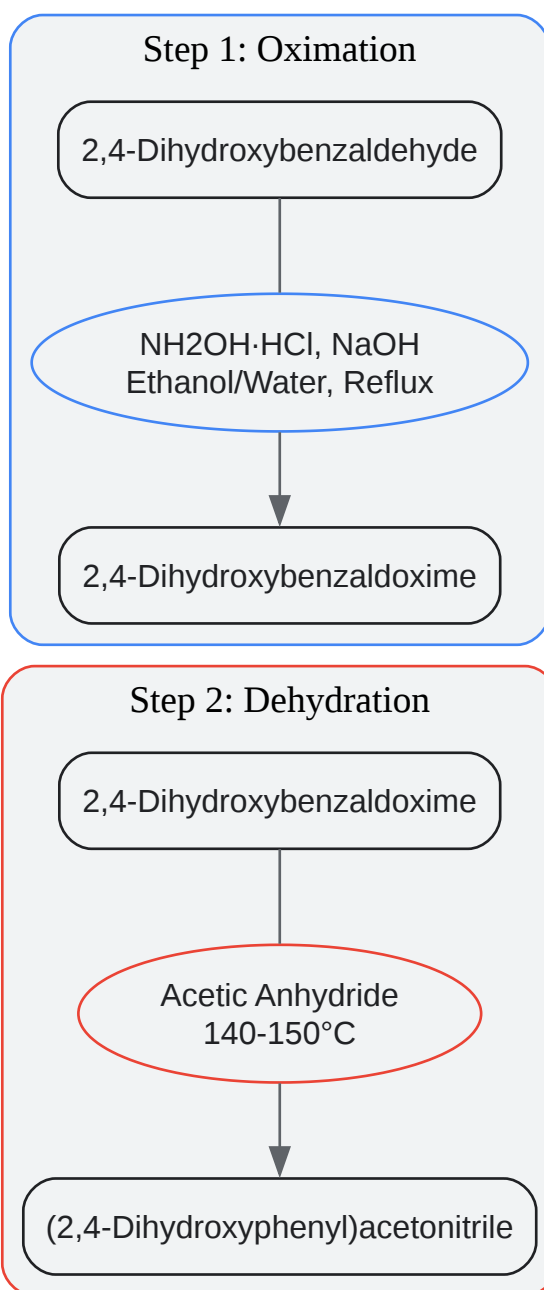 Step 1: Oximation
2,4-Dihydroxybenzaldehyde
NH2OH·HCl, NaOH
Ethanol/Water, Reflux
2,4-Dihydroxybenzaldoxime
Step 2: Dehydration
2,4-Dihydroxybenzaldoxime
Acetic Anhydride
140-150°C
(2,4-Dihydroxyphenyl)acetonitrile